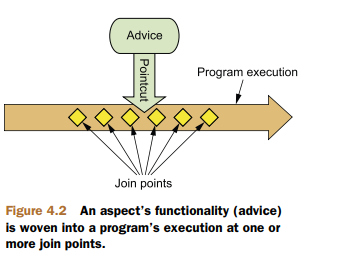 Advice
Pointcut
Program execution
Join points
Figure 4.2 An aspect's functionality (advice)
is woven into a program's execution at one or
more join points.